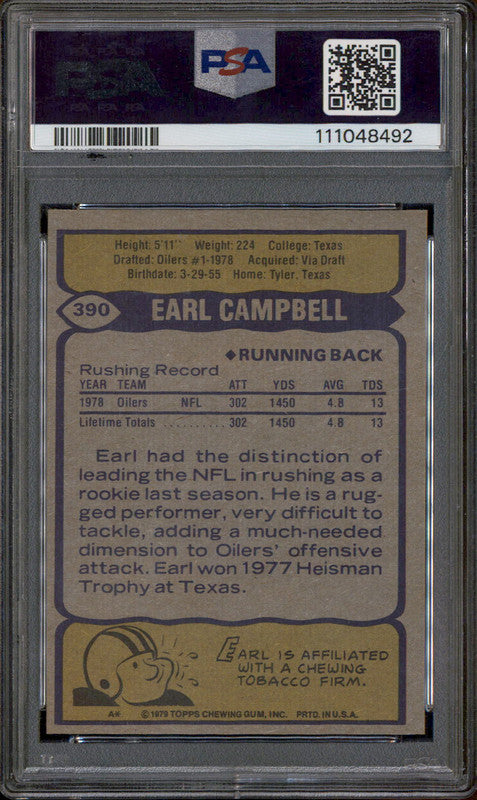 PSA
111048492
Height: 5'11" Weight: 224 College: Texas
Drafted: Oilers #1-1978 Acquired: Via Draft
Birthdate: 3-29-55 Home: Tyler, Texas
390 EARL CAMPBELL
♦RUNNING BACK
Rushing Record
YEAR TEAM ATT YDS AVG TDS
1978 Oilers NFL 302 1450 4.8 13
Lifetime Totals .......... 302 1450 4.8 13
Earl had the distinction of
leading the NFL in rushing as a
rookie last season. He is a rug-
ged performer, very difficult to
tackle, adding a much-needed
dimension to Oilers' offensive
attack. Earl won 1977 Heisman
Trophy at Texas.
EARL IS AFFILIATED
WITH A CHEWING
TOBACCO FIRM.
A* © 1979 TOPPS CHEWING GUM, INC. PRTD. IN U.S.A.